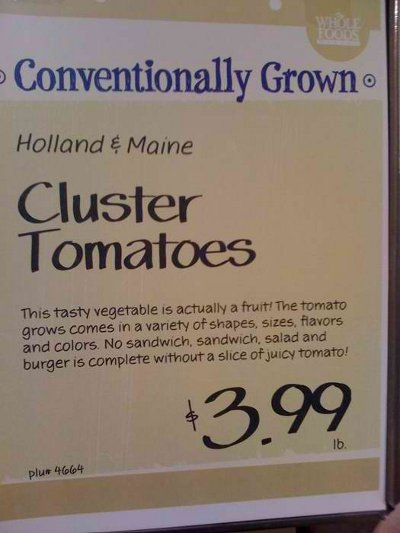 WHOLE
FOODS
MARKET
Conventionally Grown
Holland & Maine
Cluster
Tomatoes
This tasty vegetable is actually a fruit! The tomato
grows comes in a variety of shapes, sizes, flavors
and colors. No sandwich, sandwich, salad and
burger is complete without a slice of juicy tomato!
$3.99
lb.
plu# 4664